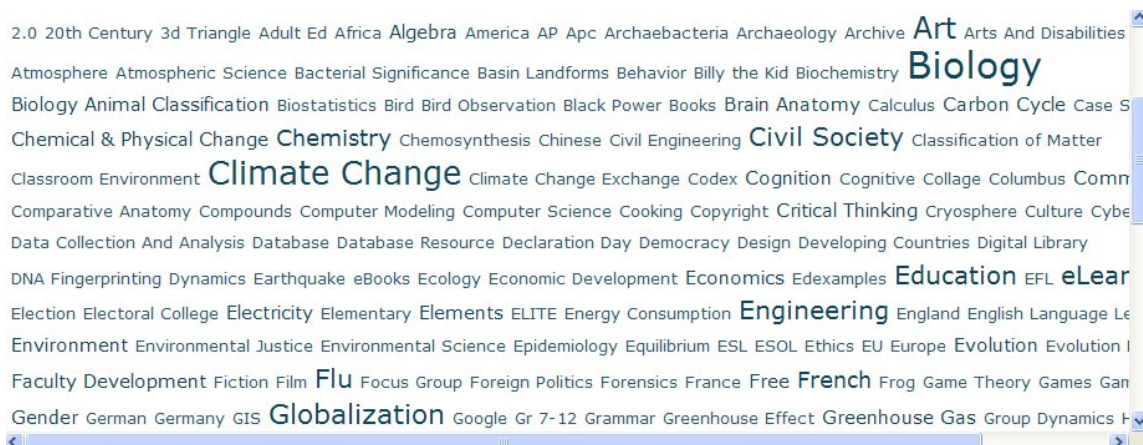 2.0 20th Century 3d Triangle Adult Ed Africa Algebra America AP Apc Archaebacteria Archaeology Archive Art Arts And Disabilities
Atmosphere Atmospheric Science Bacterial Significance Basin Landforms Behavior Billy the Kid Biochemistry Biology
Biology Animal Classification Biostatistics Bird Bird Observation Black Power Books Brain Anatomy Calculus Carbon Cycle Case S
Chemical & Physical Change Chemistry Chemosynthesis Chinese Civil Engineering Civil Society Classification of Matter
Classroom Environment Climate Change Climate Change Exchange Codex Cognition Cognitive Collage Columbus Comm
Comparative Anatomy Compounds Computer Modeling Computer Science Cooking Copyright Critical Thinking Cryosphere Culture Cybe
Data Collection And Analysis Database Database Resource Declaration Day Democracy Design Developing Countries Digital Library
DNA Fingerprinting Dynamics Earthquake eBooks Ecology Economic Development Economics Edexamples Education EFL eLear
Election Electoral College Electricity Elementary Elements ELITE Energy Consumption Engineering England English Language Le
Environment Environmental Justice Environmental Science Epidemiology Equilibrium ESL ESOL Ethics EU Europe Evolution Evolution
Faculty Development Fiction Film Flu Focus Group Foreign Politics Forensics France Free French Frog Game Theory Games Gam
Gender German Germany GIS Globalization Google Gr 7-12 Grammar Greenhouse Effect Greenhouse Gas Group Dynamics H